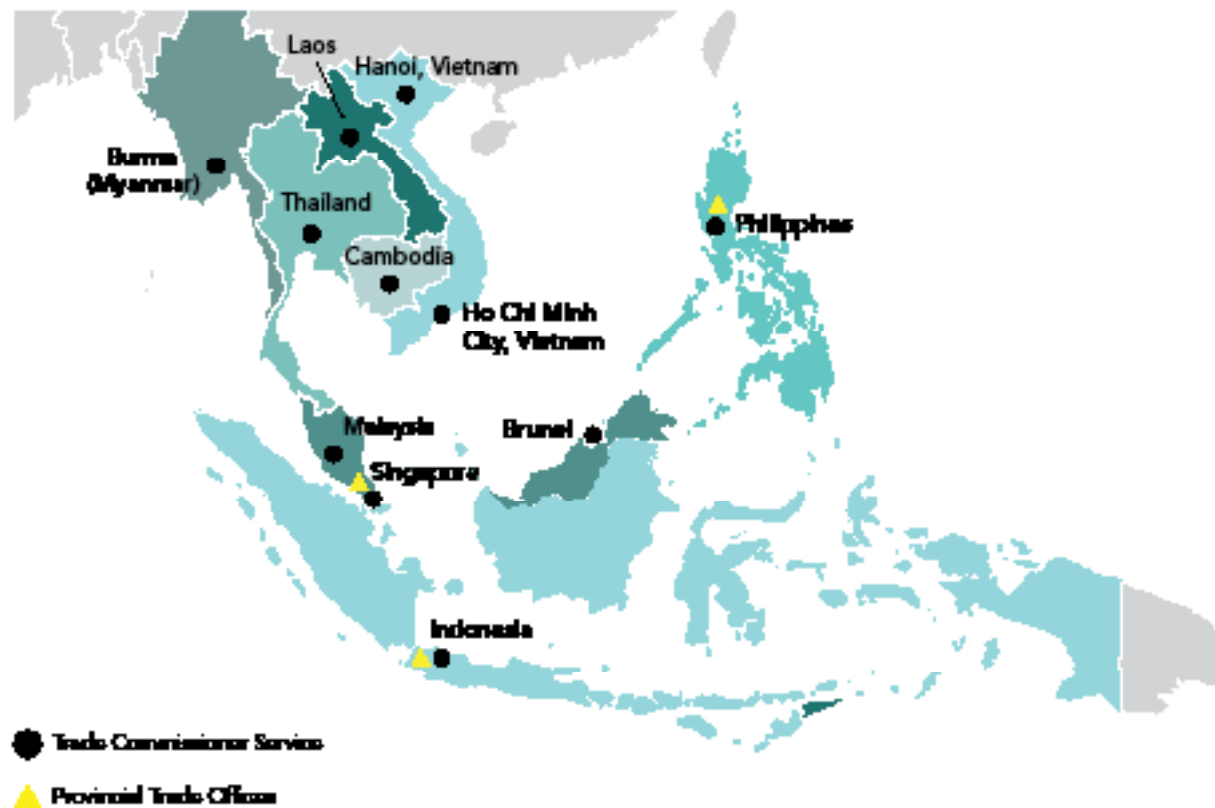 Laos
Hanoi, Vietnam
Burma
(Myanmar)
Thailand
Philippines
Cambodia
Ho Chi Minh
City, Vietnam
Malaysia
Brunei
Singapore
Indonesia
Trade Commissioner Service
Provincial Trade Offices